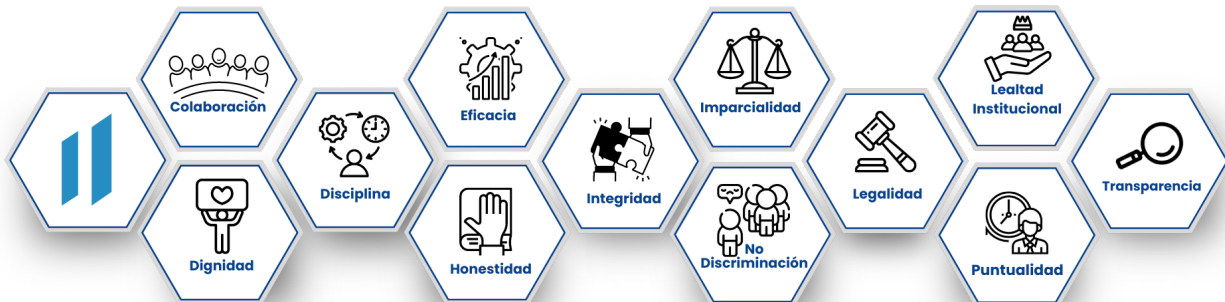 Colaboración
Dignidad
Disciplina
Eficacia
Honestidad
Integridad
Imparcialidad
No
Discriminación
Legalidad
Lealtad
Institucional
Puntualidad
Transparencia